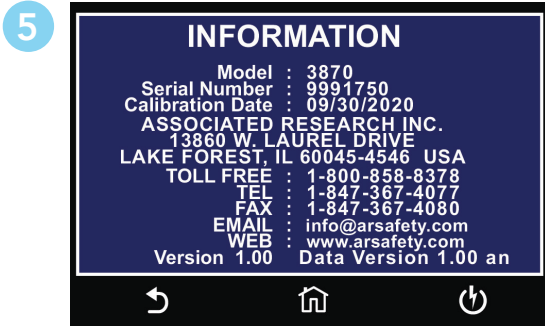 5
INFORMATION
Model : 3870
Serial Number : 9991750
Calibration Date : 09/30/2020
ASSOCIATED RESEARCH INC.
13860 W. LAUREL DRIVE
LAKE FOREST, IL 60045-4546 USA
TOLL FREE : 1-800-858-8378
TEL : 1-847-367-4077
FAX : 1-847-367-4080
EMAIL : info@arsafety.com
WEB : www.arsafety.com
Version 1.00 Data Version 1.00 an